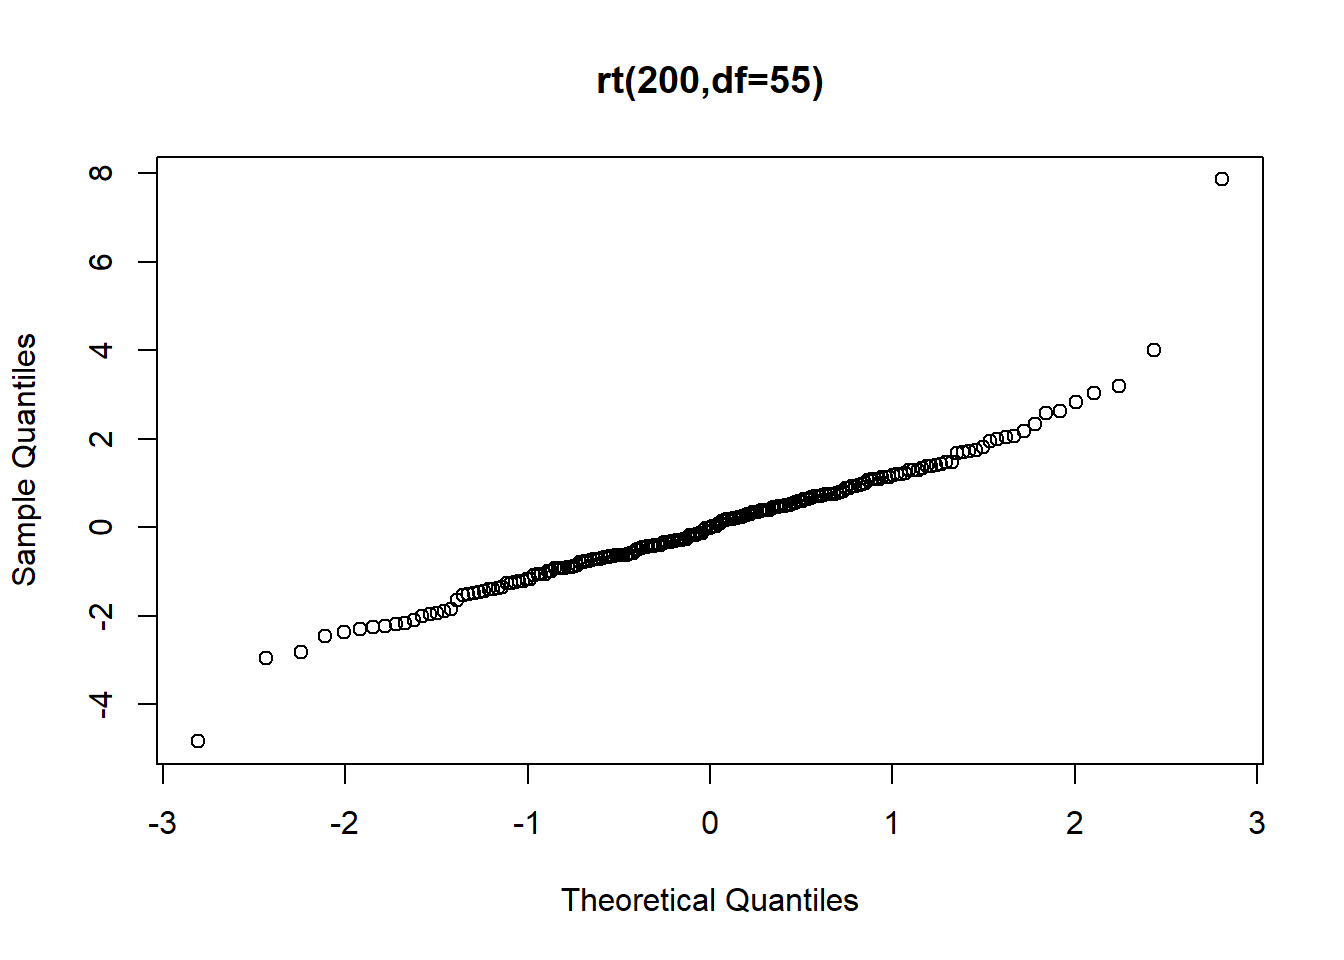 rt(200,df=55)
8
6
4
2
0
-2
-4
Sample Quantiles
-3 -2 -1 0 1 2 3
Theoretical Quantiles